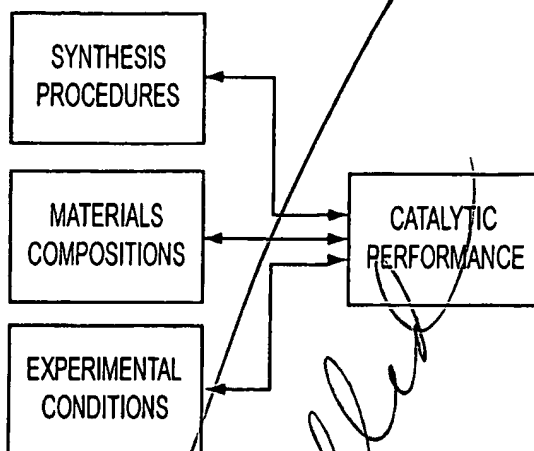 SYNTHESIS
PROCEDURES
MATERIALS
COMPOSITIONS
CATALYTIC
PERFORMANCE
EXPERIMENTAL
CONDITIONS